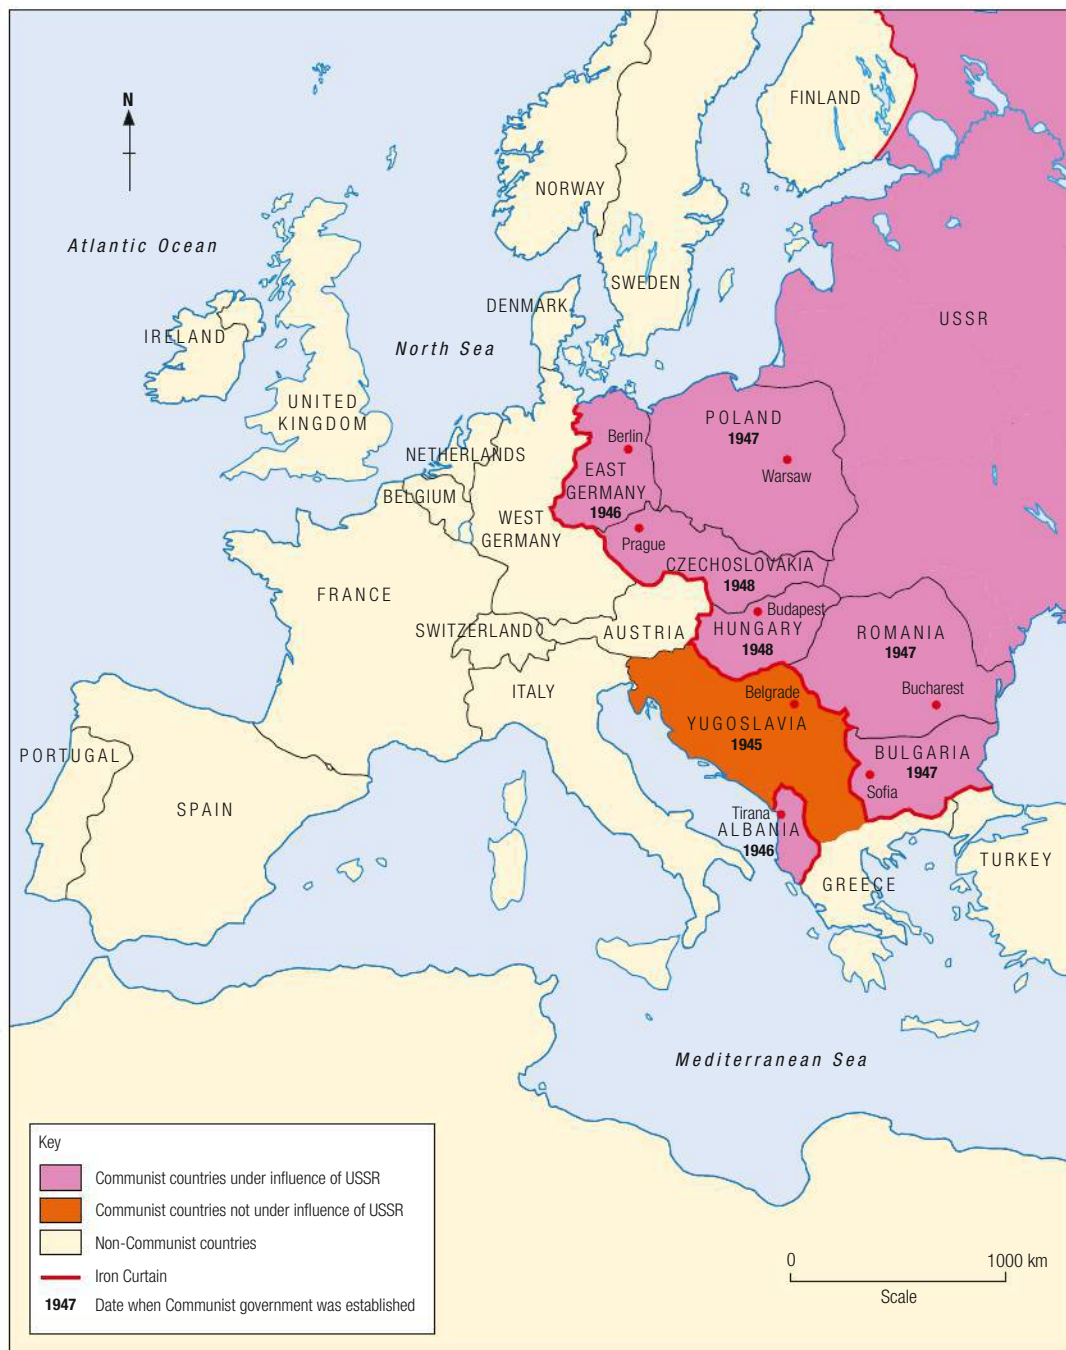 N
FINLAND
NORWAY
Atlantic Ocean
SWEDEN
DENMARK
USSR
IRELAND
North Sea
UNITED
KINGDOM
POLAND
1947
Berlin
NETHERLANDS
Warsaw
EAST
GERMANY
1946
BELGIUM
WEST
GERMANY
Prague
CZECHOSLOVAKIA
1948
FRANCE
Budapest
HUNGARY
1948
SWITZERLAND
AUSTRIA
ROMANIA
1947
ITALY
Belgrade
Bucharest
YUGOSLAVIA
1945
PORTUGAL
BULGARIA
1947
Sofia
SPAIN
Tirana
ALBANIA
1946
TURKEY
GREECE
Mediterranean Sea
Key
Communist countries under influence of USSR
Communist countries not under influence of USSR
Non-Communist countries
Iron Curtain
1947 Date when Communist government was established
0 1000 km
Scale